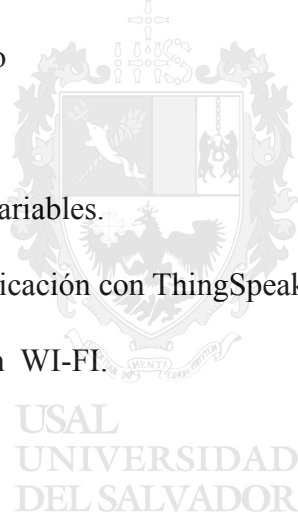 o
ariables.
icación con ThingSpeak
n WI-FI.
USAL
UNIVERSIDAD
DEL SALVADOR